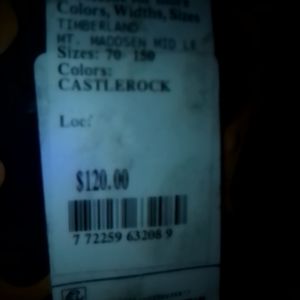 Colors, Widths, Sizes
TIMBERLAND
MT. MADDSEN MID LE
Sizes: 70- 150
Colors:
CASTLEROCK
Loc:
$120.00
7 72259 63208 9